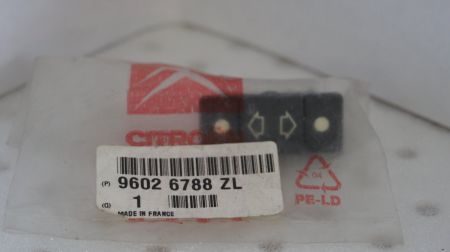 CITROËN
(P) 9602 6788 ZL
(Q) 1
MADE IN FRANCE
04
PE-LD